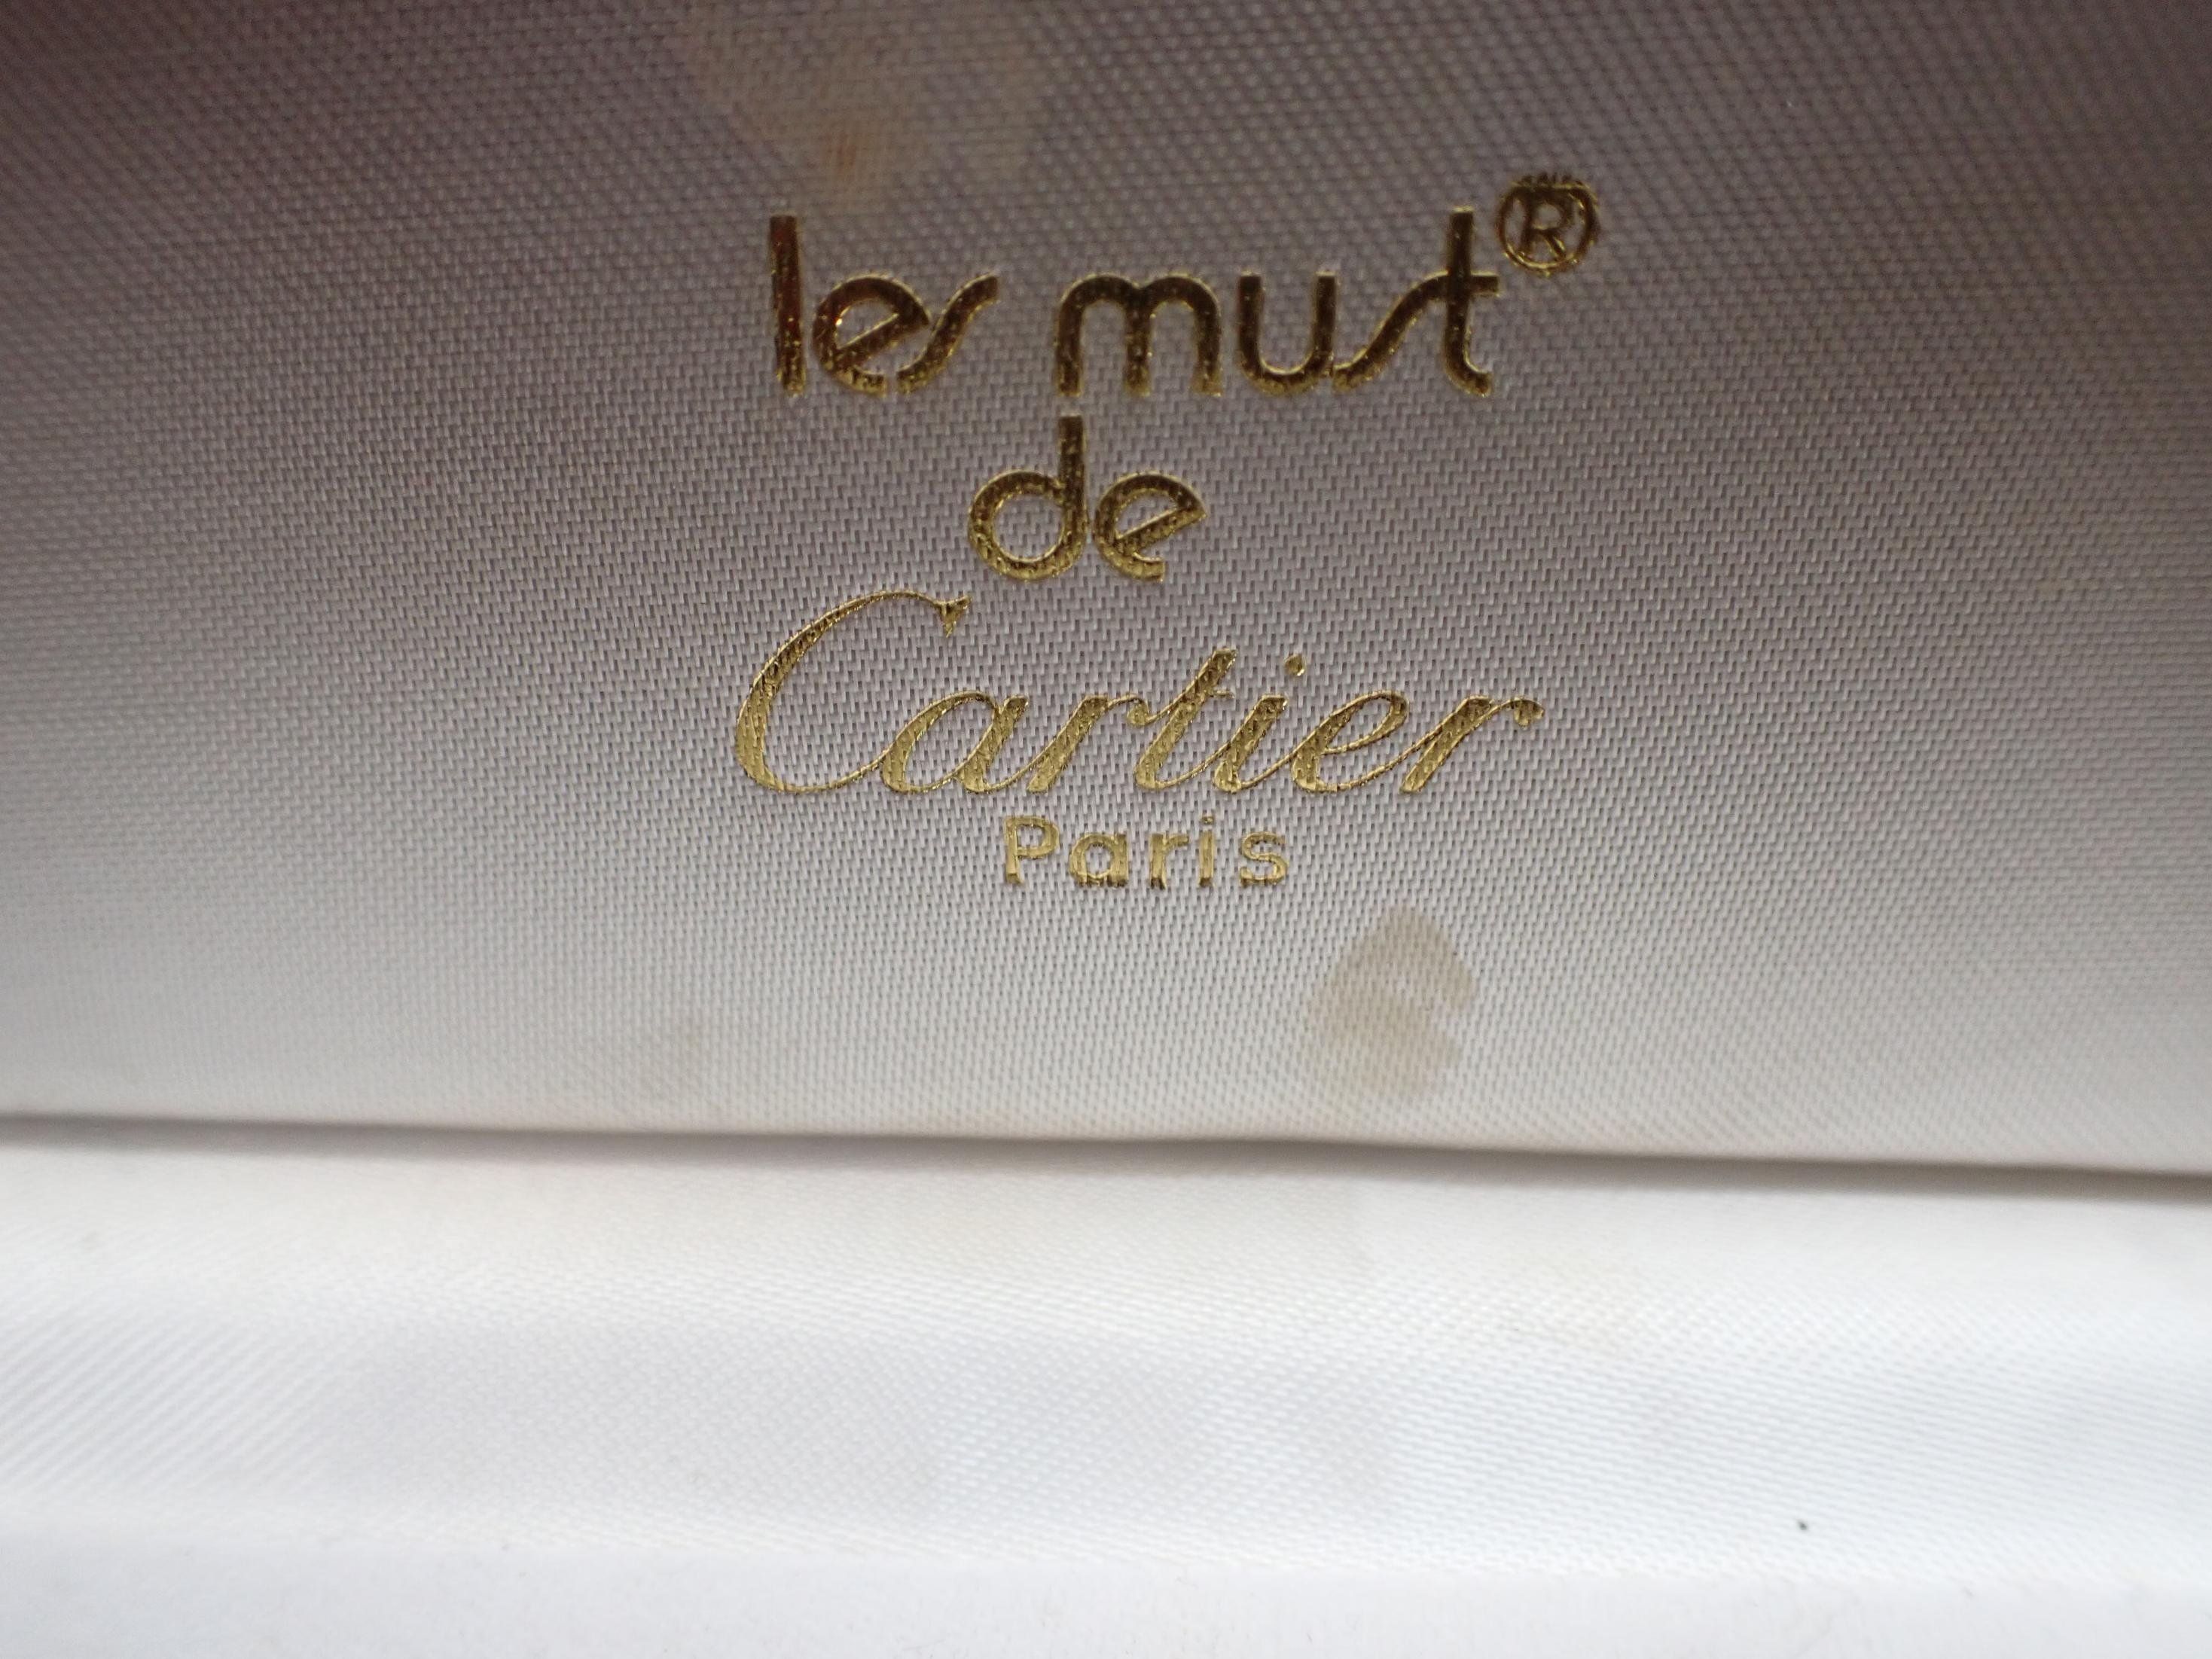 les must®
de
Cartier
Paris